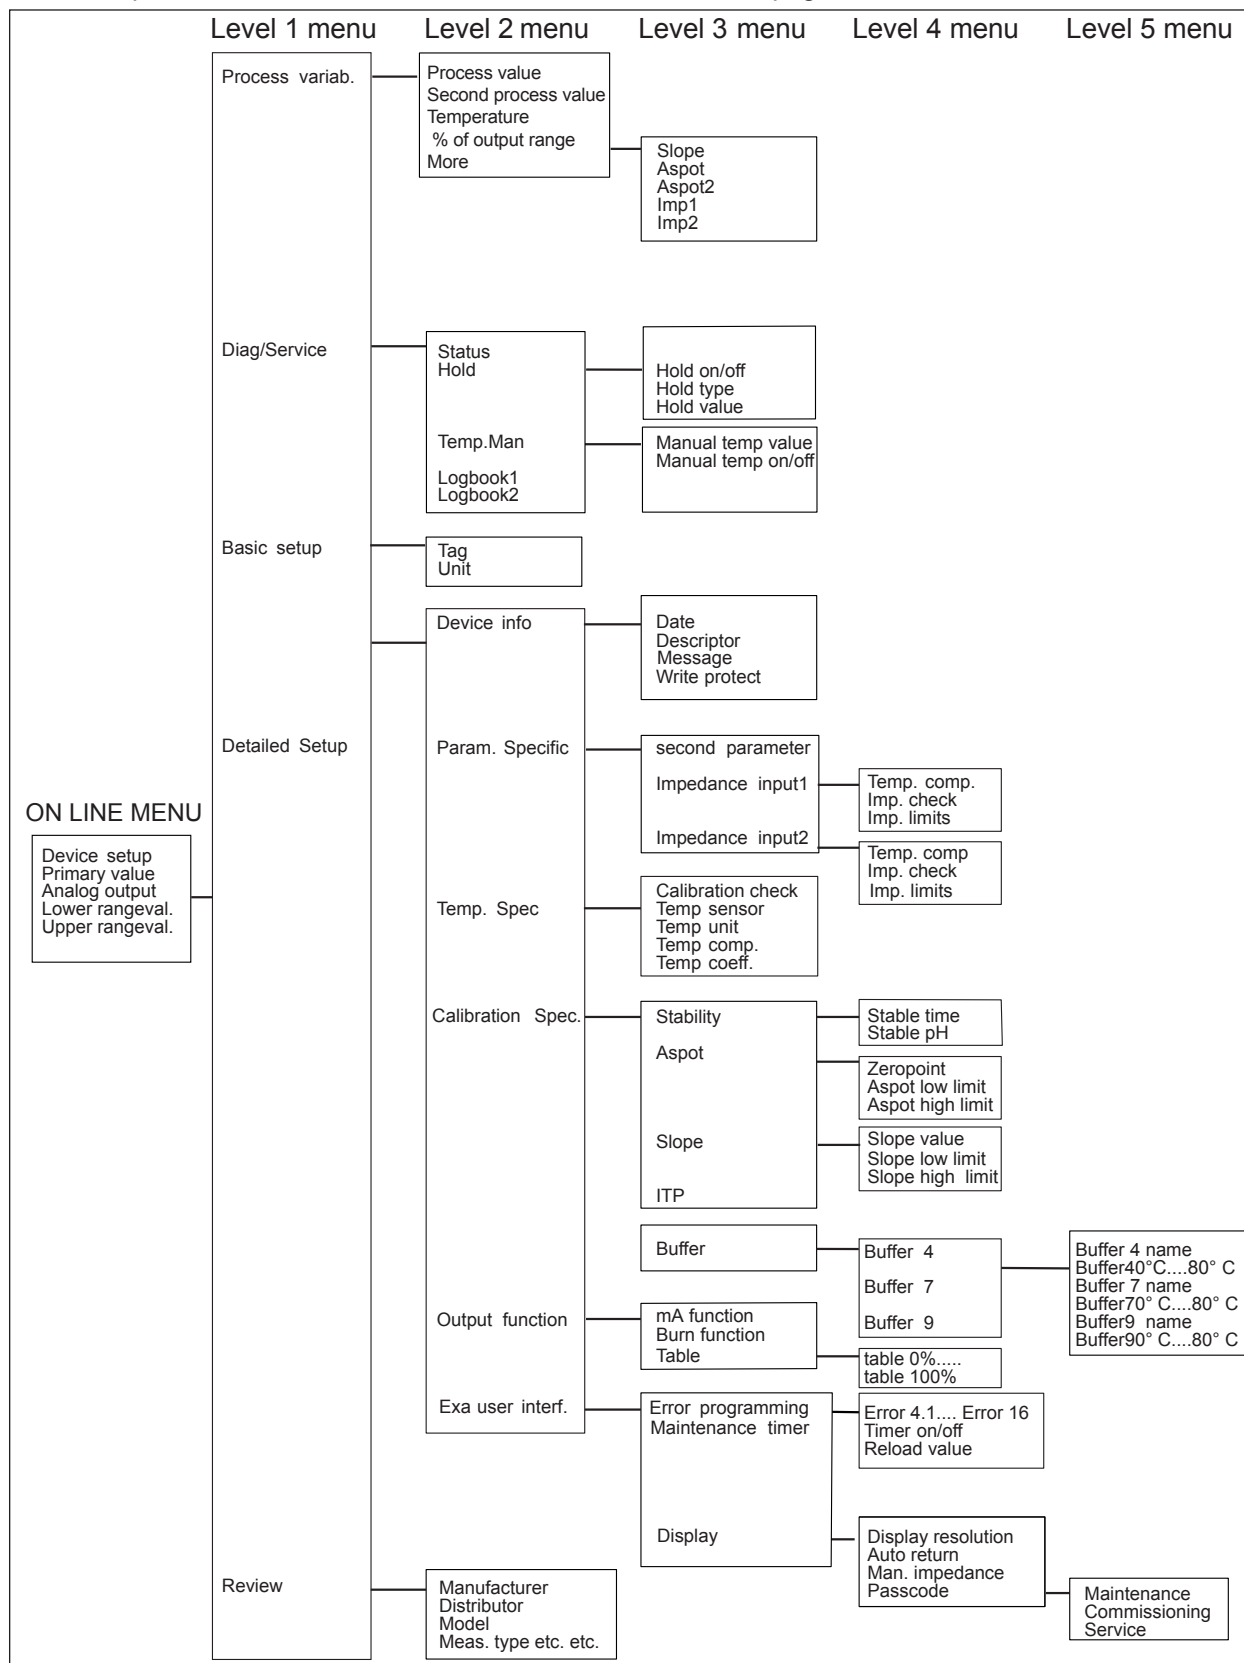 Level 1 menu
Level 2 menu
Level 3 menu
Level 4 menu
Level 5 menu
Process variab.
Process value
Second process value
Temperature
% of output range
More
Slope
Aspot
Aspot2
Imp1
Imp2
Diag/Service
Status
Hold
Hold on/off
Hold type
Hold value
Temp.Man
Manual temp value
Manual temp on/off
Logbook1
Logbook2
Basic setup
Tag
Unit
Device info
Date
Descriptor
Message
Write protect
Detailed Setup
Param. Specific
second parameter
Impedance input1
Temp. comp.
Imp. check
Imp. limits
Impedance input2
Temp. comp
Imp. check
Imp. limits
ON LINE MENU
Device setup
Primary value
Analog output
Lower rangeval.
Upper rangeval.
Temp. Spec
Calibration check
Temp sensor
Temp unit
Temp comp.
Temp coeff.
Calibration Spec.
Stability
Stable time
Stable pH
Aspot
Zeropoint
Aspot low limit
Aspot high limit
Slope
Slope value
Slope low limit
Slope high limit
ITP
Buffer
Buffer 4
Buffer 7
Buffer 9
Buffer 4 name
Buffer40°C....80° C
Buffer 7 name
Buffer70° C....80° C
Buffer9 name
Buffer90° C....80° C
Output function
mA function
Burn function
Table
table 0%.....
table 100%
Exa user interf.
Error programming
Maintenance timer
Error 4.1.... Error 16
Timer on/off
Reload value
Display
Display resolution
Auto return
Man. impedance
Passcode
Maintenance
Commissioning
Service
Review
Manufacturer
Distributor
Model
Meas. type etc. etc.